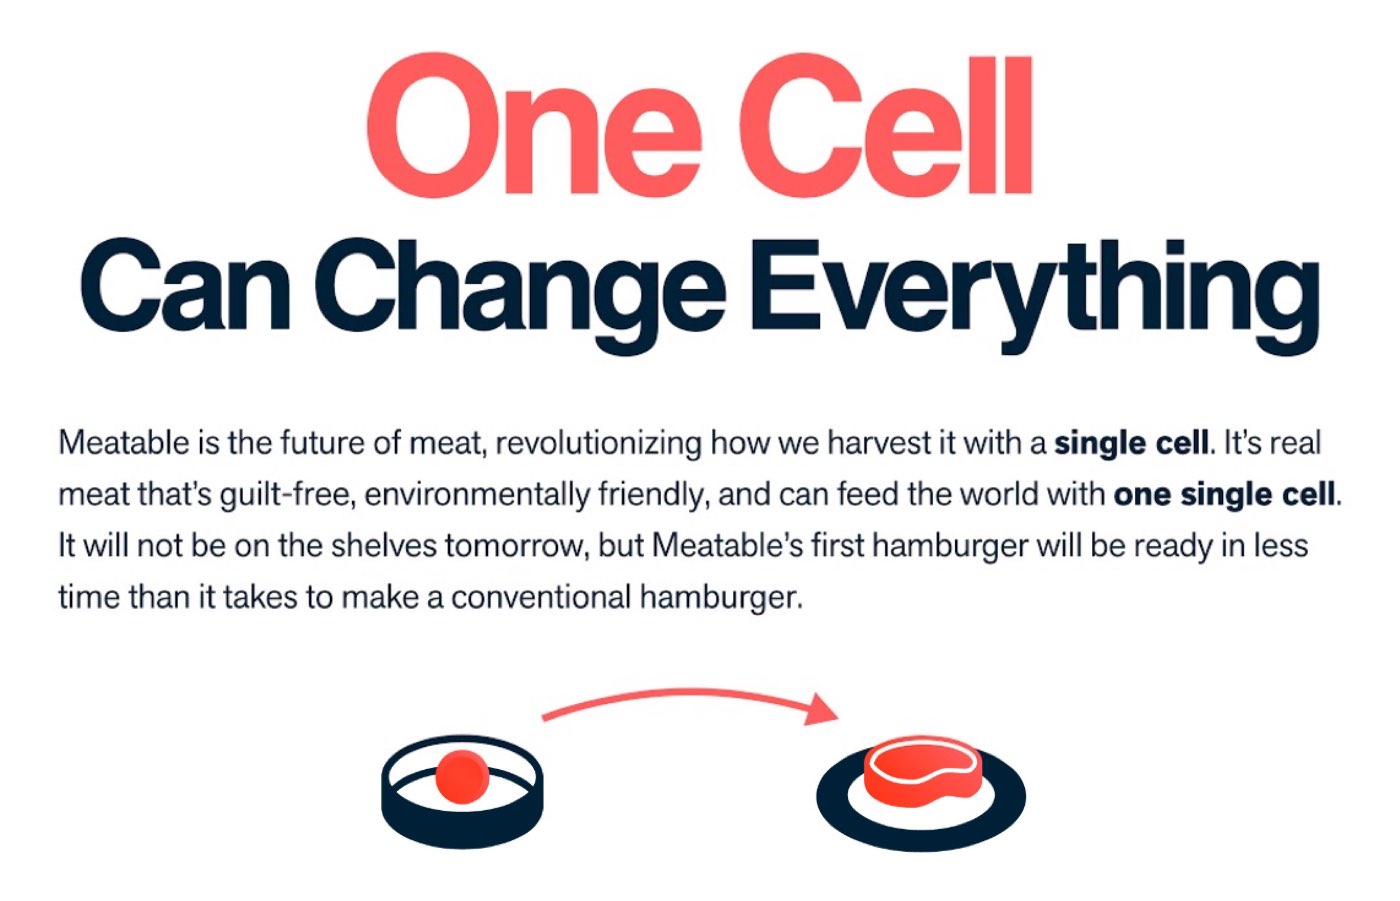 One Cell
Can Change Everything
Meatable is the future of meat, revolutionizing how we harvest it with a single cell. It’s real
meat that’s guilt-free, environmentally friendly, and can feed the world with one single cell.
It will not be on the shelves tomorrow, but Meatable’s first hamburger will be ready in less
time than it takes to make a conventional hamburger.